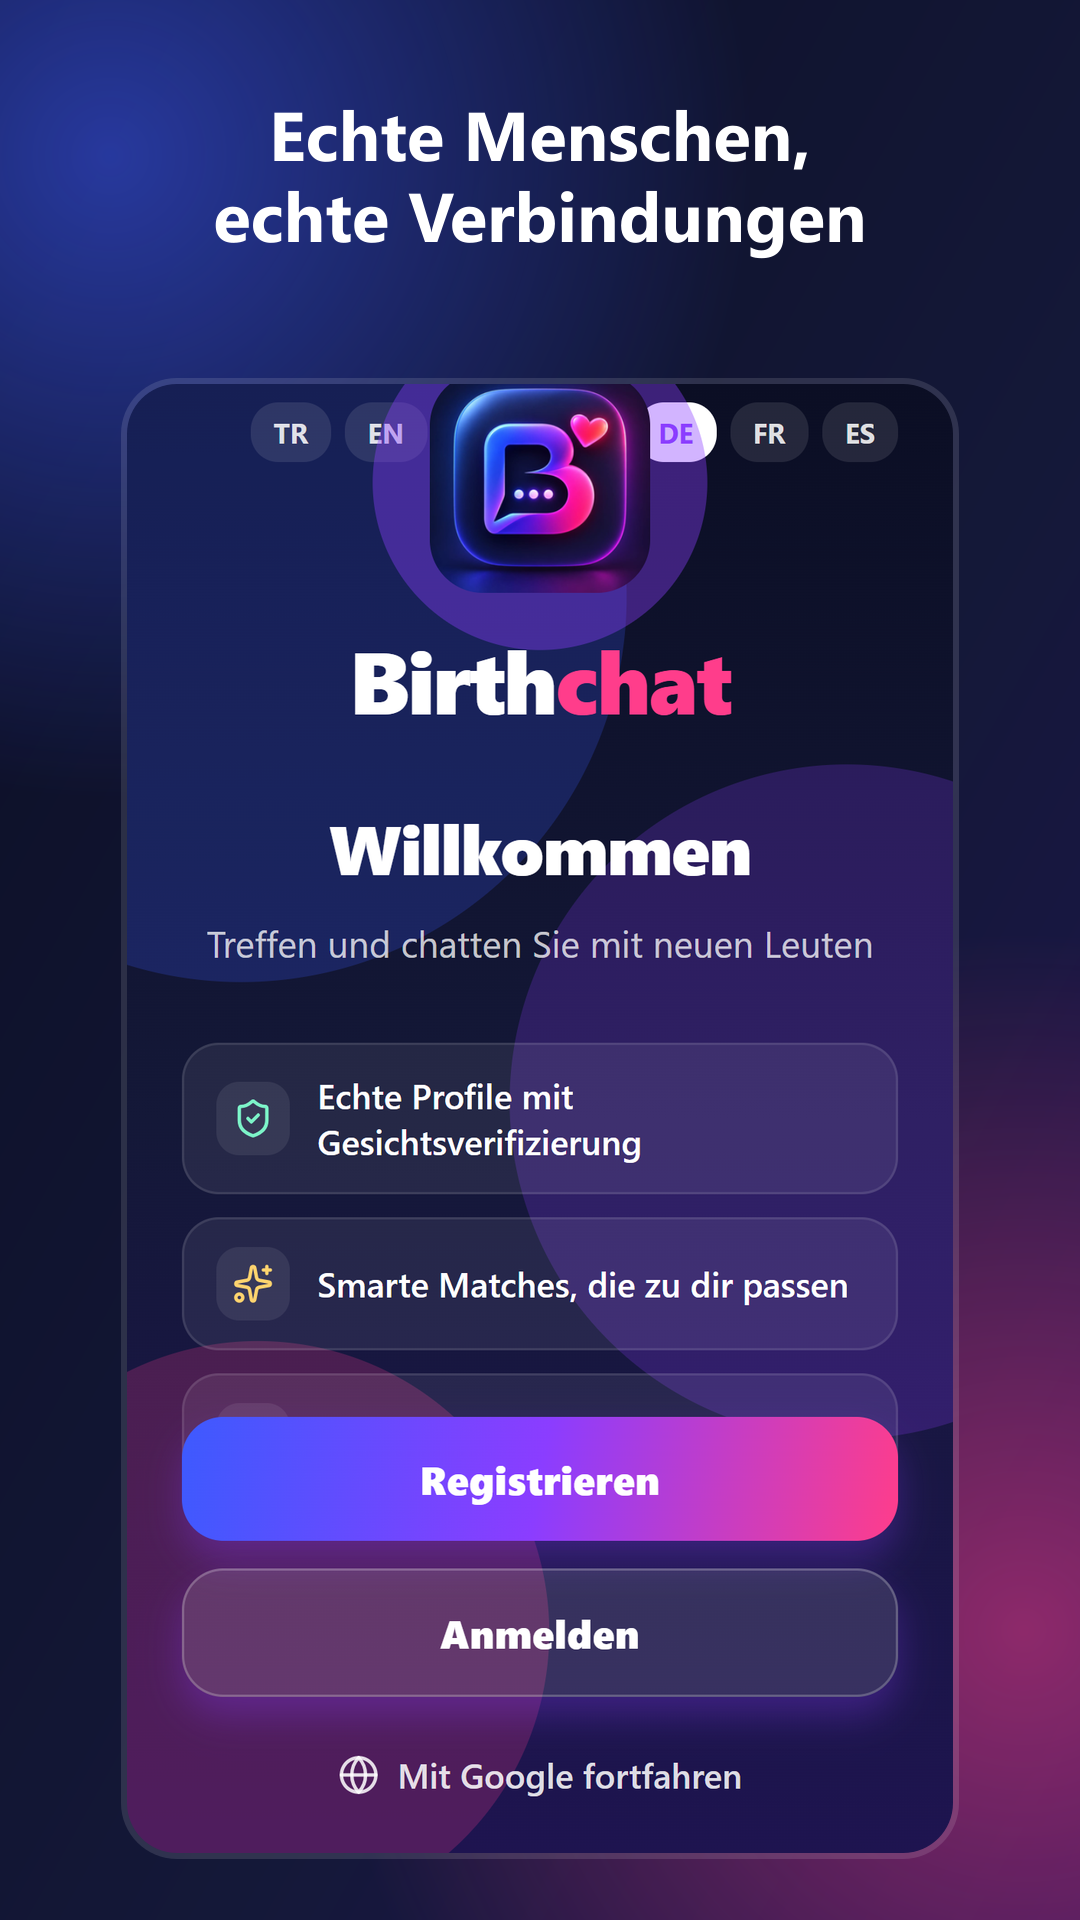 Echte Menschen,
echte Verbindungen
TR EN DE FR ES
B
Birthchat
Willkommen
Treffen und chatten Sie mit neuen Leuten
Echte Profile mit
Gesichtsverifizierung
Smarte Matches, die zu dir passen
Registrieren
Anmelden
Mit Google fortfahren